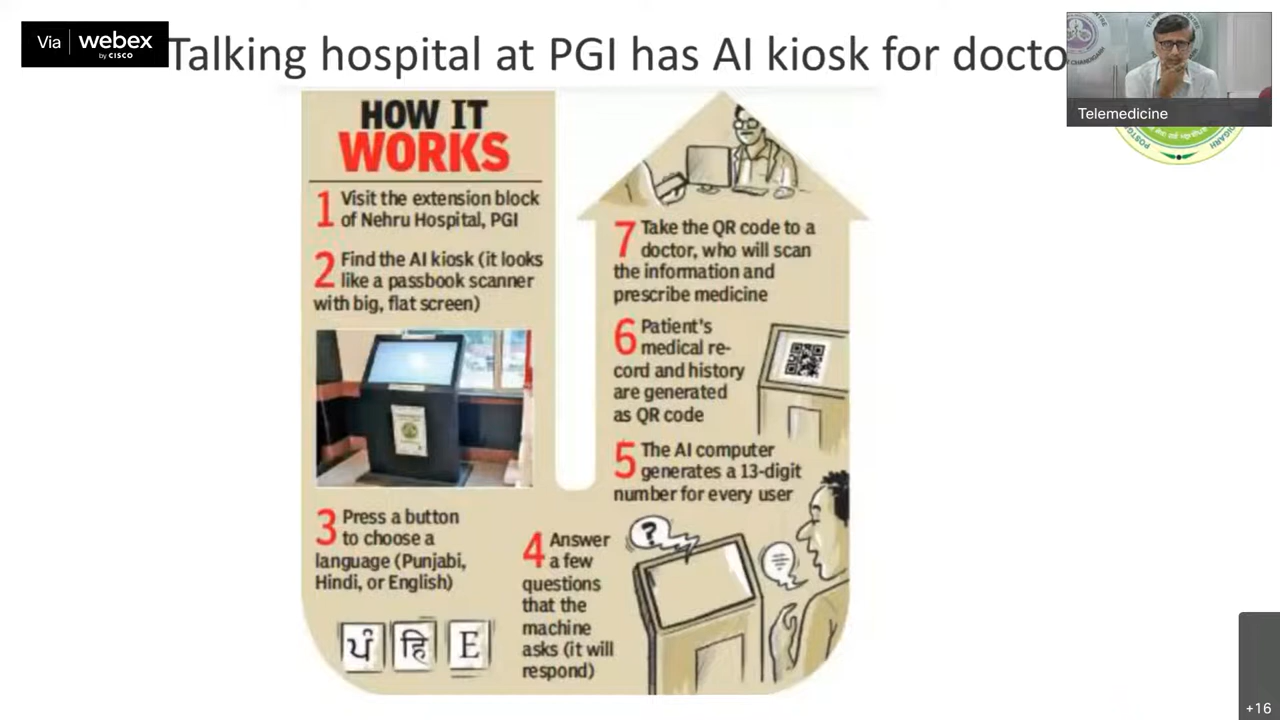 Via webex
by CISCO
Talking hospital at PGI has AI kiosk for docto
Telemedicine
HOW IT
WORKS
1 Visit the extension block
of Nehru Hospital, PGI
2 Find the AI kiosk (it looks
like a passbook scanner
with big, flat screen)
3 Press a button
to choose a
language (Punjabi,
Hindi, or English)
ਪੰ हि E
4 Answer
a few
questions
that the
machine
asks (it will
respond)
?
5 The AI computer
generates a 13-digit
number for every user
6 Patient's
medical re-
cord and history
are generated
as QR code
7 Take the QR code to a
doctor, who will scan
the information and
prescribe medicine
+16